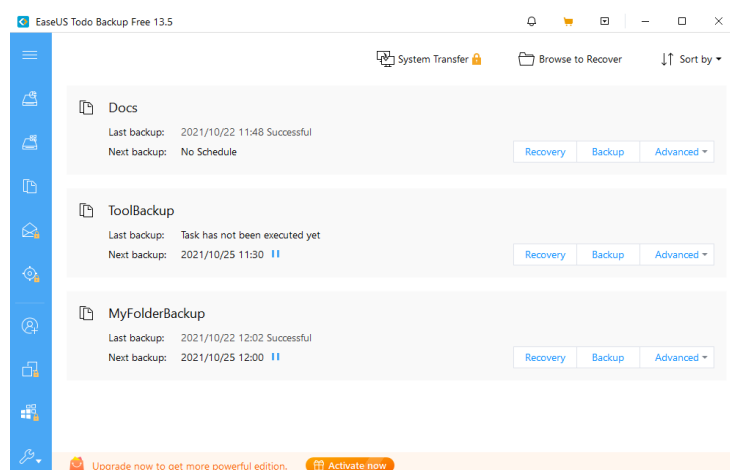 EaseUS Todo Backup Free 13.5
System Transfer
Browse to Recover
Sort by
Docs
Last backup: 2021/10/22 11:48 Successful
Next backup: No Schedule
Recovery Backup Advanced
ToolBackup
Last backup: Task has not been executed yet
Next backup: 2021/10/25 11:30
Recovery Backup Advanced
MyFolderBackup
Last backup: 2021/10/22 12:02 Successful
Next backup: 2021/10/25 12:00
Recovery Backup Advanced
Upgrade now to get more powerful edition.
Activate now